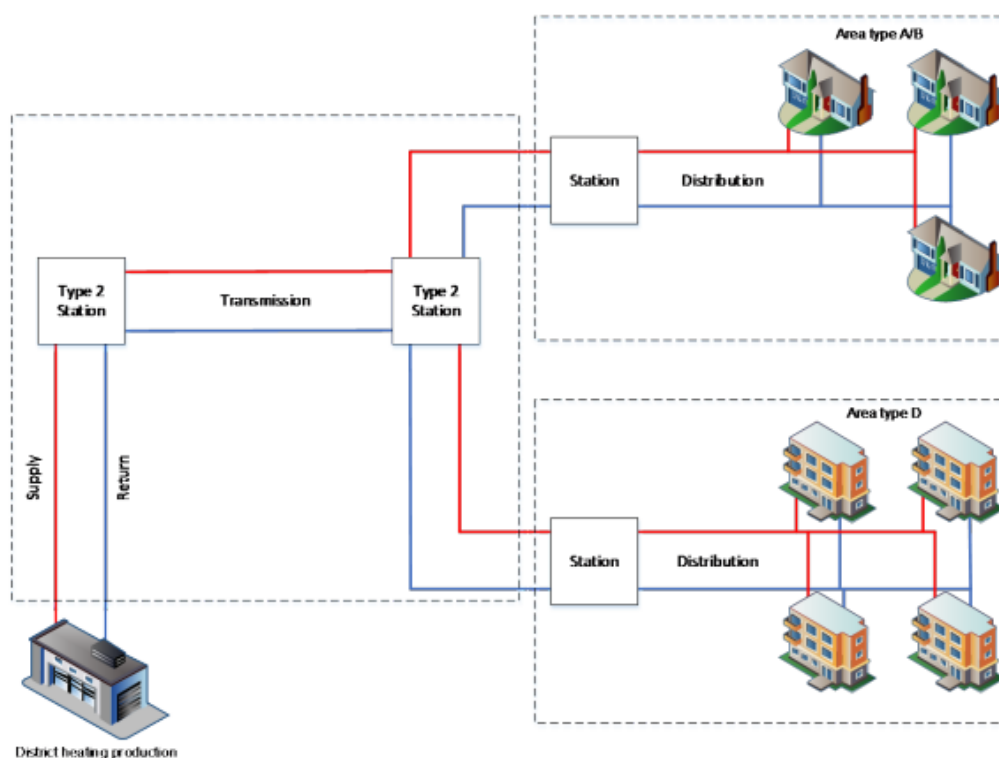 Area type A/B
Station
Distribution
Type 2
Station
Transmission
Type 2
Station
Supply
Return
Area type D
Station
Distribution
District heating production